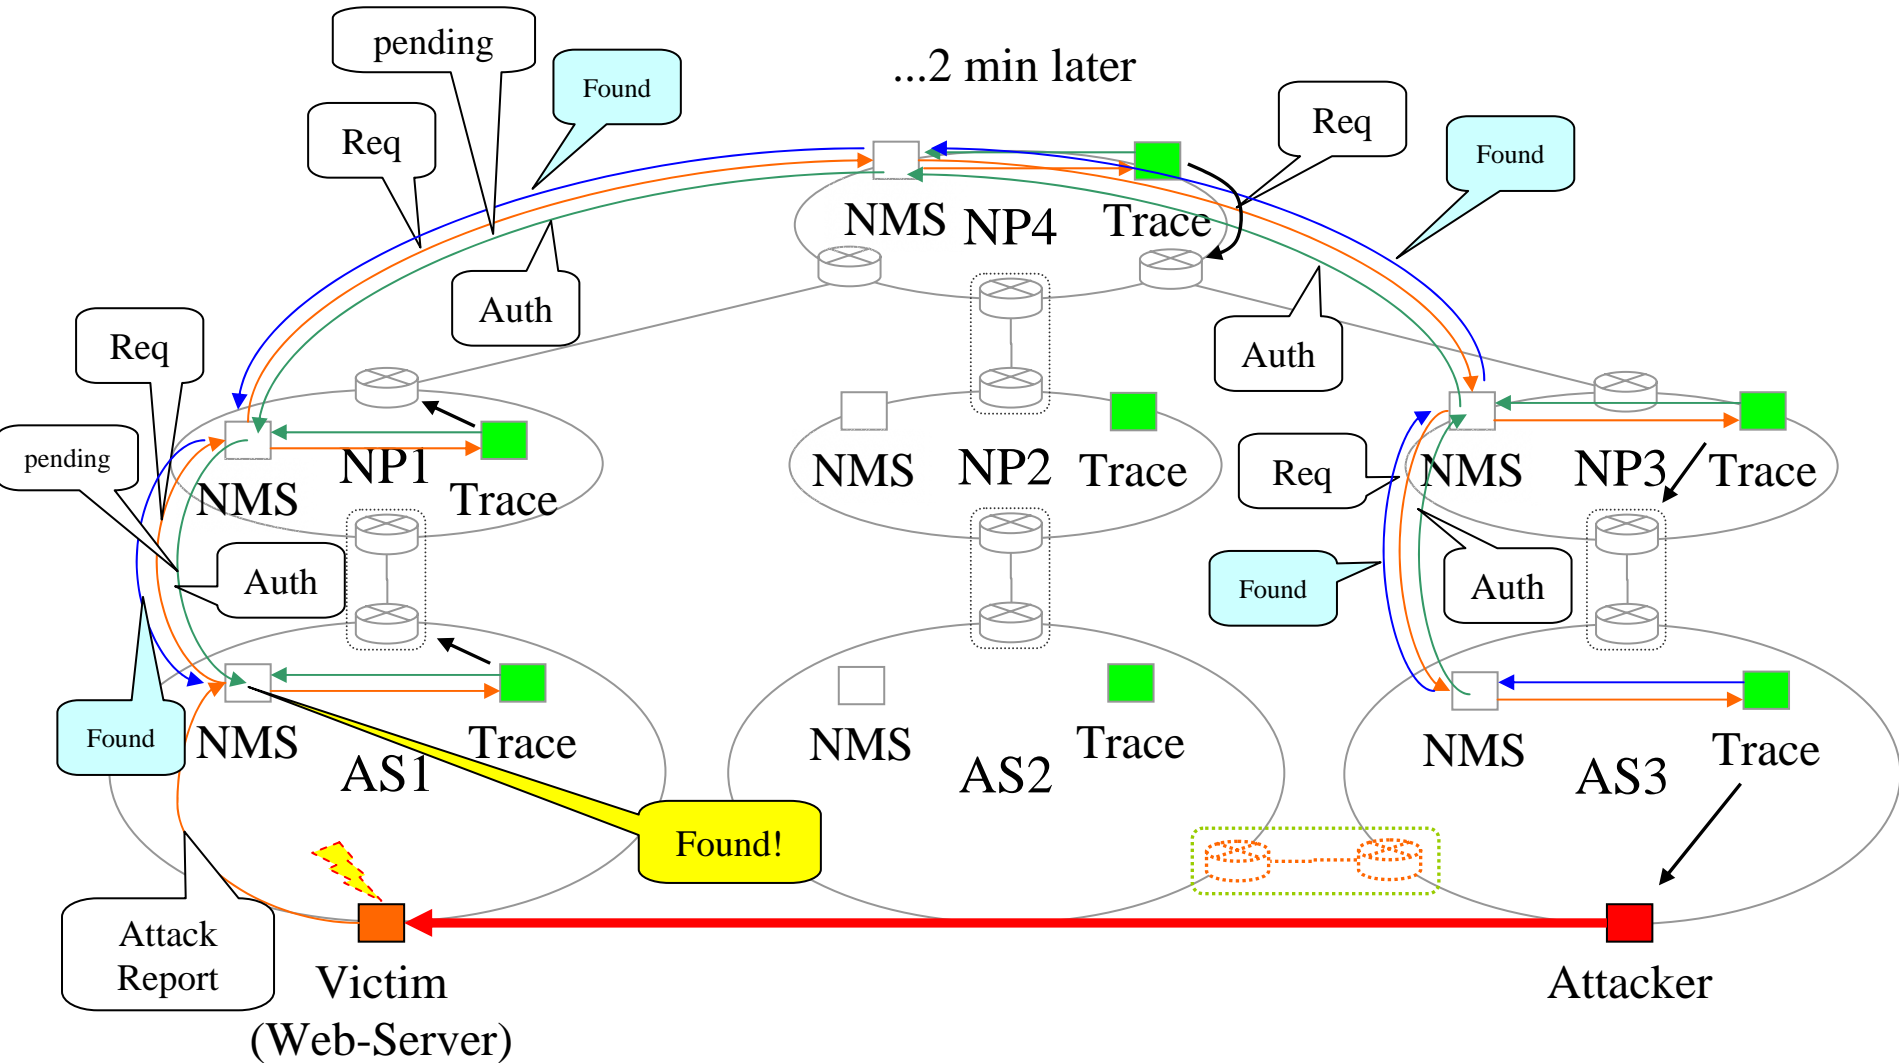 pending
...2 min later
Found
Req
Req
Found
NMS NP4 Trace
Auth
Req
Auth
pending
NP1
NMS
Trace
NMS NP2 Trace
Req
NMS NP3 Trace
Auth
Found
Auth
Found
NMS
Trace
AS1
NMS
Trace
AS2
NMS
Trace
AS3
Found!
Attack
Report
Victim
(Web-Server)
Attacker